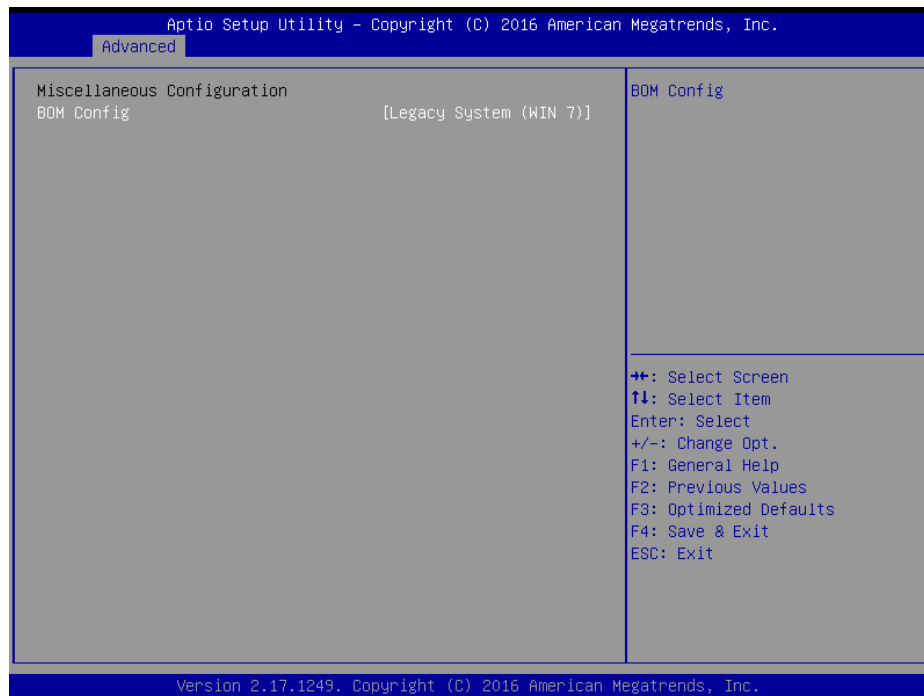 Aptio Setup Utility – Copyright (C) 2016 American Megatrends, Inc.
Advanced
Miscellaneous Configuration
BOM Config [Legacy System (WIN 7)]
BOM Config
→←: Select Screen
↑↓: Select Item
Enter: Select
+/-: Change Opt.
F1: General Help
F2: Previous Values
F3: Optimized Defaults
F4: Save & Exit
ESC: Exit
Version 2.17.1249. Copyright (C) 2016 American Megatrends, Inc.